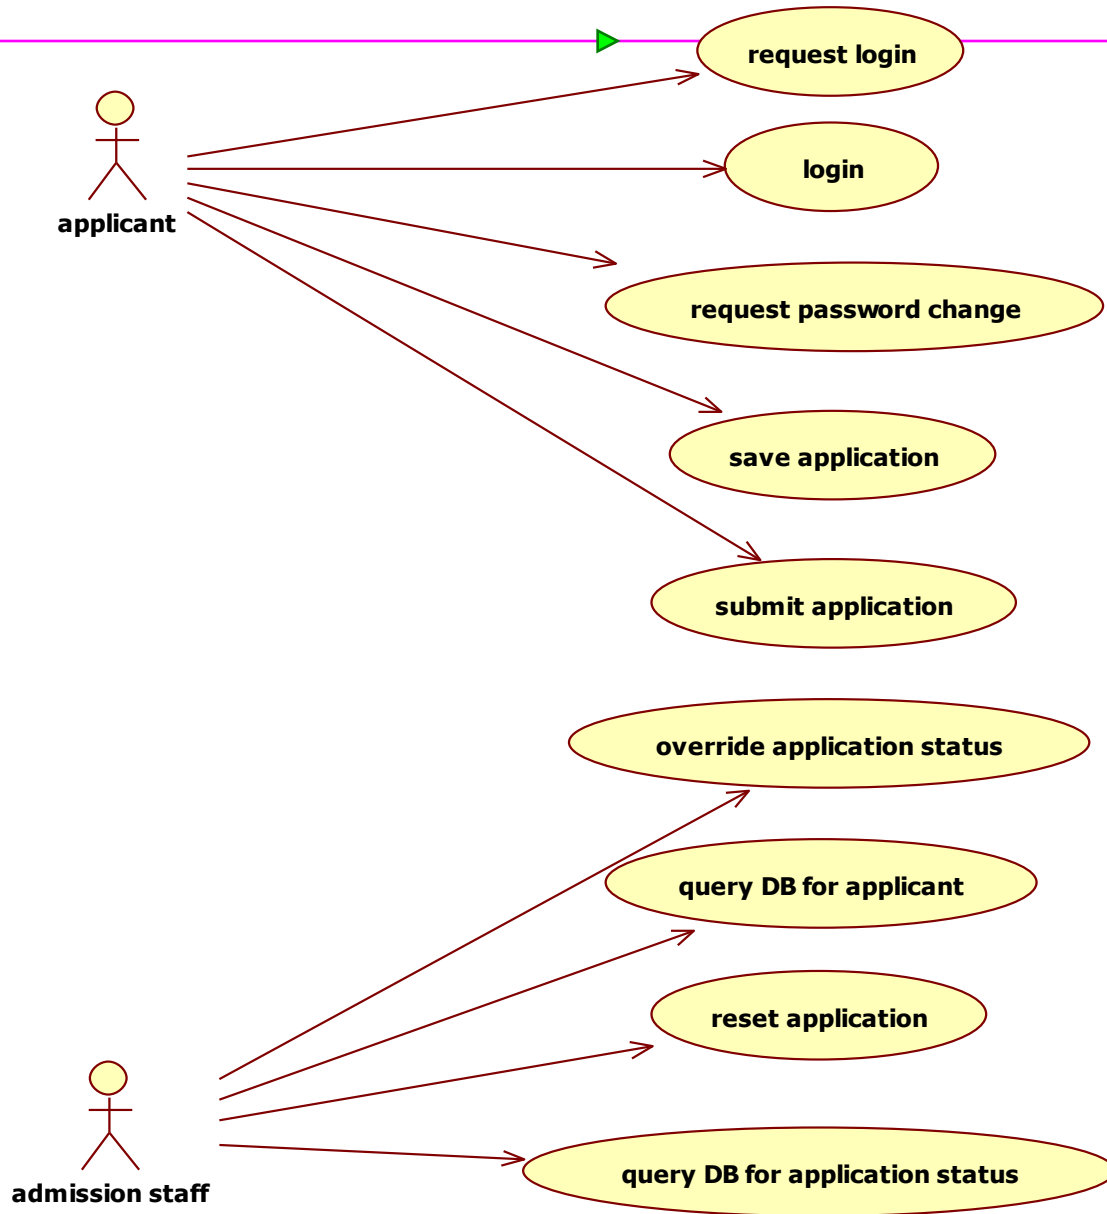 request login
login
applicant
request password change
save application
submit application
override application status
query DB for applicant
reset application
query DB for application status
admission staff